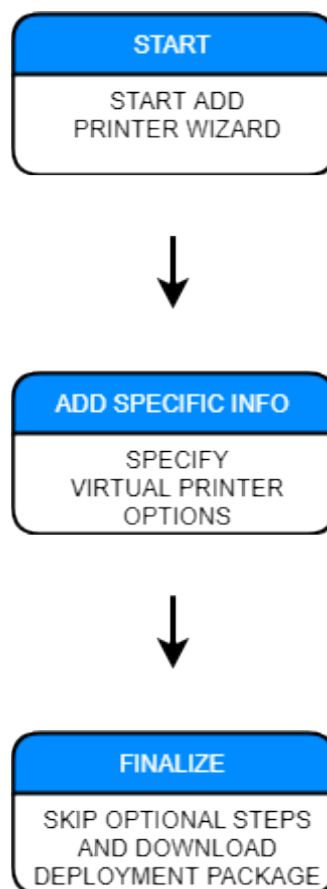 START
START ADD
PRINTER WIZARD
ADD SPECIFIC INFO
SPECIFY
VIRTUAL PRINTER
OPTIONS
FINALIZE
SKIP OPTIONAL STEPS
AND DOWNLOAD
DEPLOYMENT PACKAGE